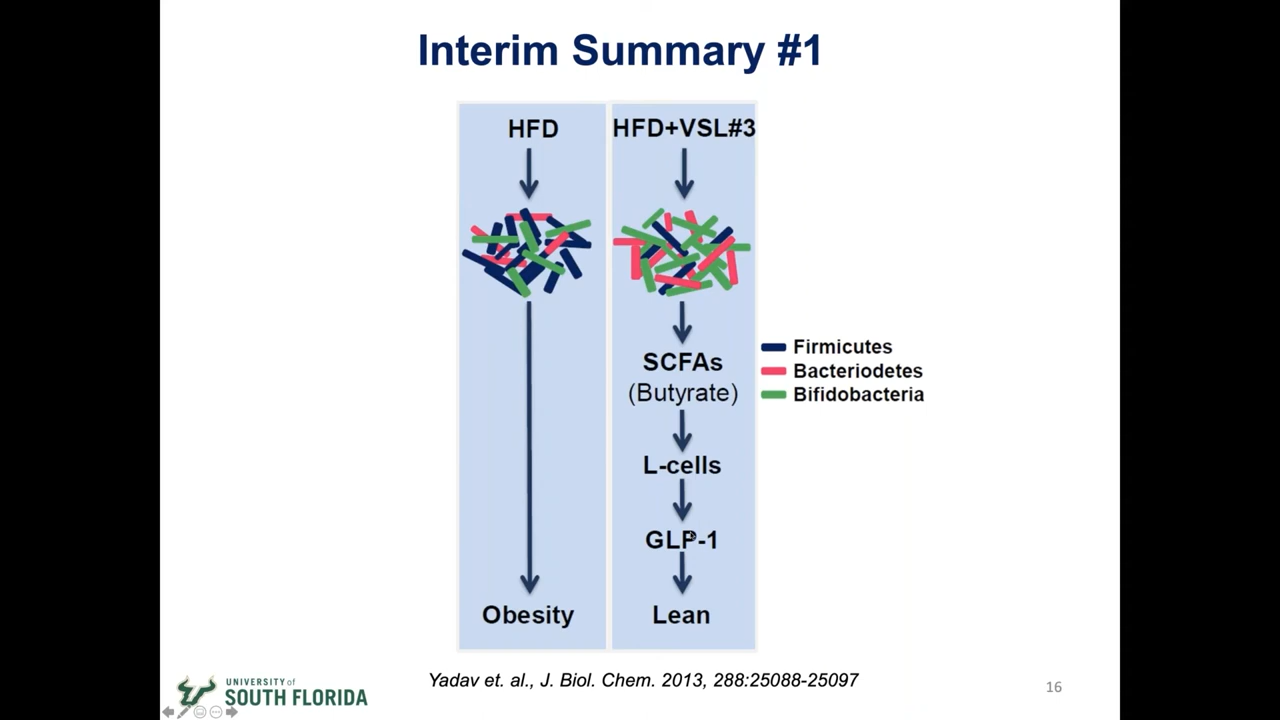 Interim Summary #1
HFD
HFD+VSL#3
SCFAs
(Butyrate)
L-cells
GLP-1
Obesity
Lean
Firmicutes
Bacteriodetes
Bifidobacteria
Yadav et. al., J. Biol. Chem. 2013, 288:25088-25097
UNIVERSITY of
SOUTH FLORIDA
16